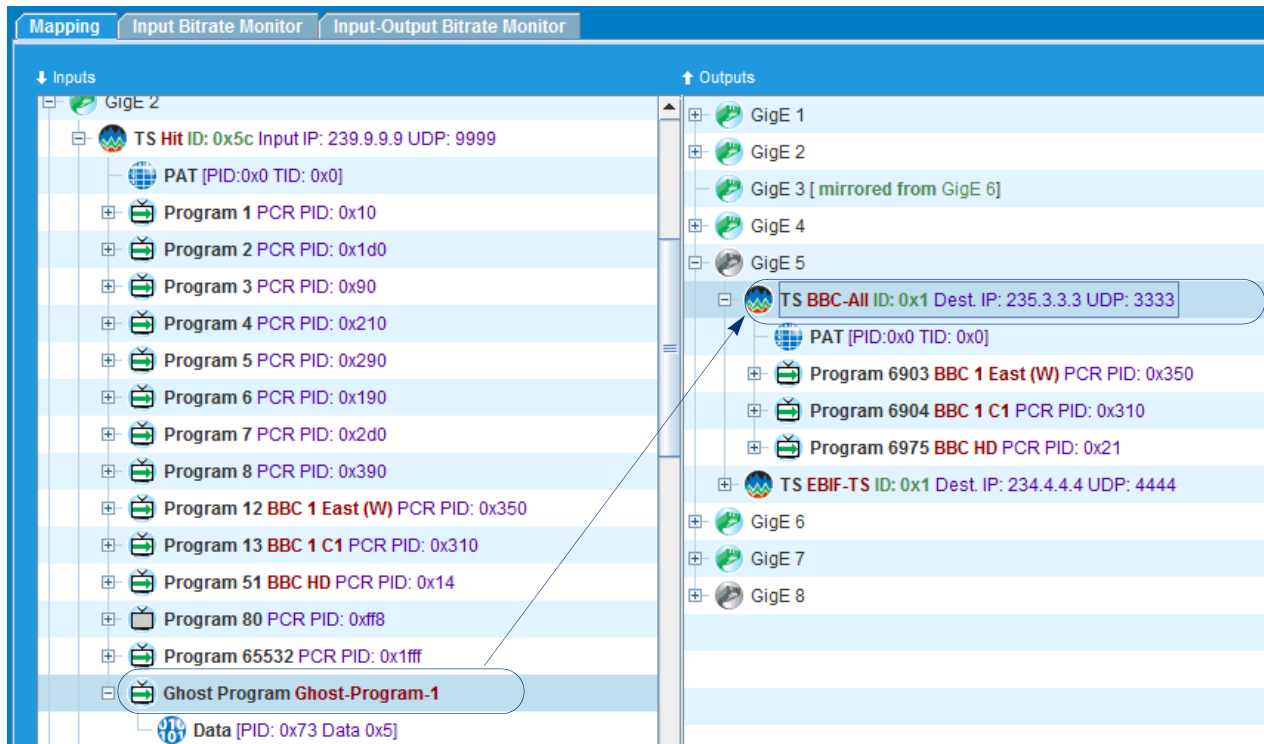 Mapping
Input Bitrate Monitor
Input-Output Bitrate Monitor
Inputs
GigE 2
TS Hit ID: 0x5c Input IP: 239.9.9.9 UDP: 9999
PAT [PID:0x0 TID: 0x0]
Program 1 PCR PID: 0x10
Program 2 PCR PID: 0x1d0
Program 3 PCR PID: 0x90
Program 4 PCR PID: 0x210
Program 5 PCR PID: 0x290
Program 6 PCR PID: 0x190
Program 7 PCR PID: 0x2d0
Program 8 PCR PID: 0x390
Program 12 BBC 1 East (W) PCR PID: 0x350
Program 13 BBC 1 C1 PCR PID: 0x310
Program 51 BBC HD PCR PID: 0x14
Program 80 PCR PID: 0xff8
Program 65532 PCR PID: 0x1fff
Ghost Program Ghost-Program-1
Data [PID: 0x73 Data 0x5]
Outputs
GigE 1
GigE 2
GigE 3 [ mirrored from GigE 6]
GigE 4
GigE 5
TS BBC-All ID: 0x1 Dest. IP: 235.3.3.3 UDP: 3333
PAT [PID:0x0 TID: 0x0]
Program 6903 BBC 1 East (W) PCR PID: 0x350
Program 6904 BBC 1 C1 PCR PID: 0x310
Program 6975 BBC HD PCR PID: 0x21
TS EBIF-TS ID: 0x1 Dest. IP: 234.4.4.4 UDP: 4444
GigE 6
GigE 7
GigE 8